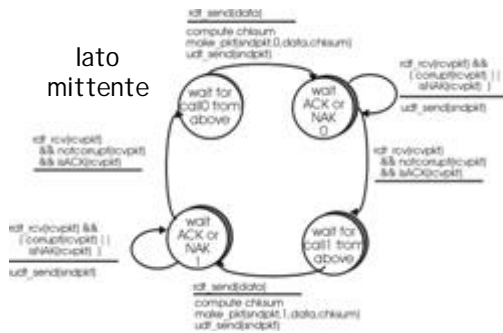 rdt_send(data)
compute chksum
make_pkt(sndpkt,0,data,chksum)
udt_send(sndpkt)
lato
mittente
wait for
call0 from
above
wait
ACK or
NAK
0
rdt_rcv(rcvpkt) &&
( corrupt(rcvpkt) ||
isNAK(rcvpkt) )
udt_send(sndpkt)
rdt_rcv(rcvpkt)
&& notcorrupt(rcvpkt)
&& isACK(rcvpkt)
rdt_rcv(rcvpkt)
&& notcorrupt(rcvpkt)
&& isACK(rcvpkt)
wait
ACK or
NAK
1
wait for
call1 from
above
rdt_rcv(rcvpkt) &&
( corrupt(rcvpkt) ||
isNAK(rcvpkt) )
udt_send(sndpkt)
rdt_send(data)
compute chksum
make_pkt(sndpkt,1,data,chksum)
udt_send(sndpkt)